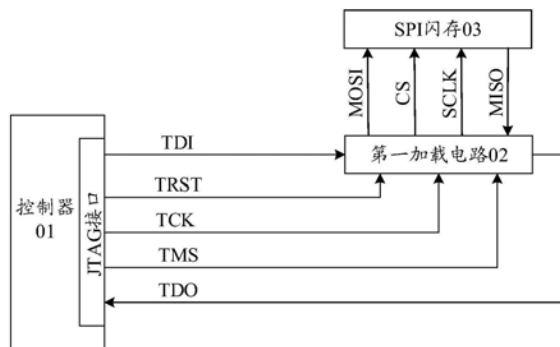 SPI闪存03
MOSI
CS
SCLK
MISO
第一加载电路02
控制器
01
JTAG接口
TDI
TRST
TCK
TMS
TDO